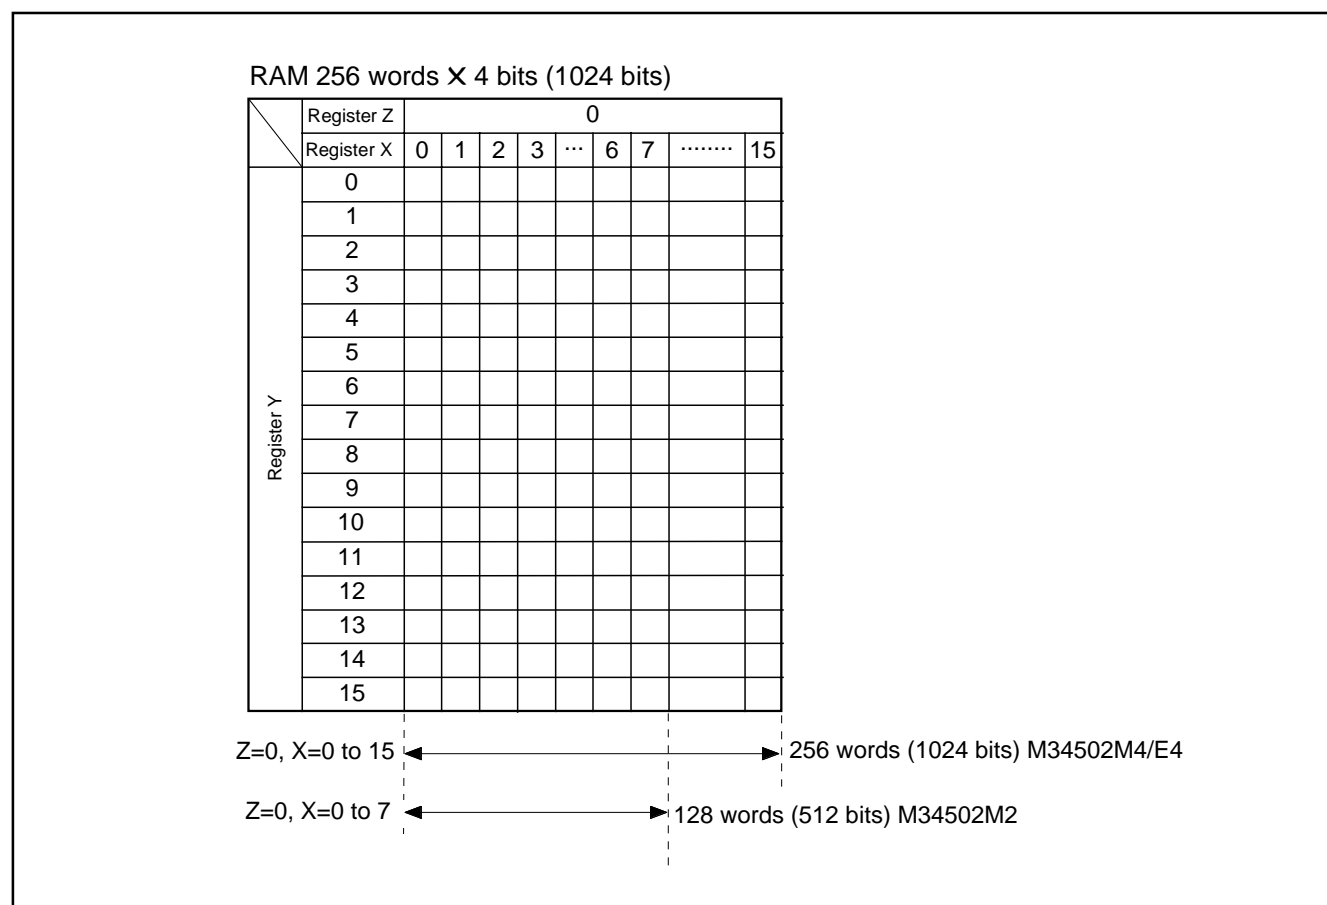 RAM 256 words × 4 bits (1024 bits)
Register Z 0
Register X 0 1 2 3 ... 6 7 ........ 15
Register Y
0
1
2
3
4
5
6
7
8
9
10
11
12
13
14
15
Z=0, X=0 to 15 256 words (1024 bits) M34502M4/E4
Z=0, X=0 to 7 128 words (512 bits) M34502M2